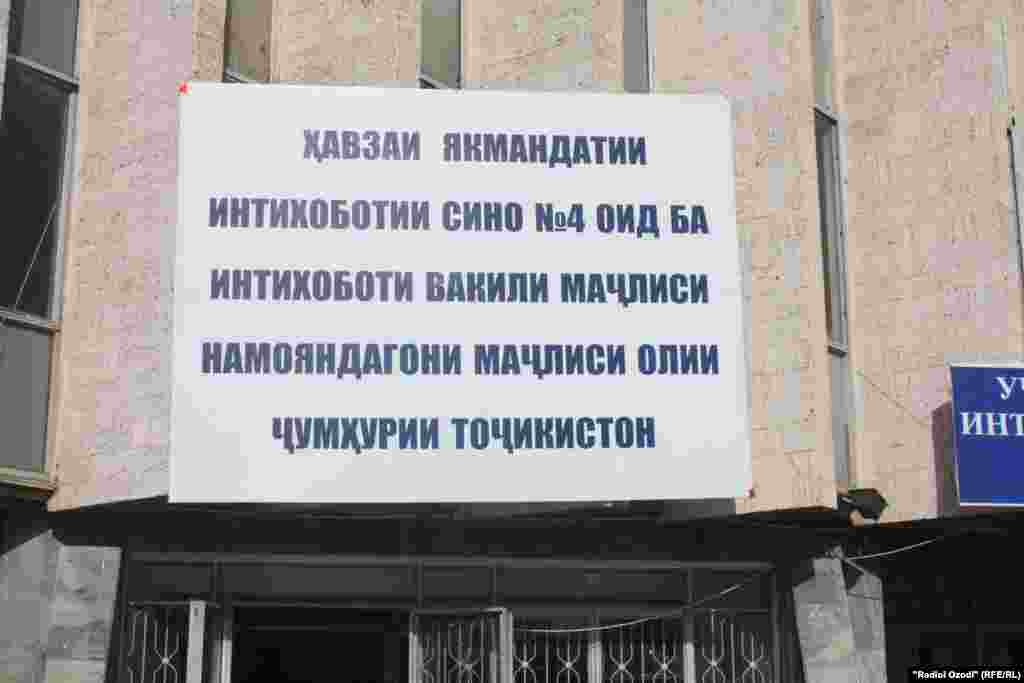 ҲАВЗАИ ЯКМАНДАТИИ
ИНТИХОБОТИИ СИНО №4 ОИД БА
ИНТИХОБОТИ ВАКИЛИ МАҶЛИСИ
НАМОЯНДАГОНИ МАҶЛИСИ ОЛИИ
ҶУМҲУРИИ ТОҶИКИСТОН
"Radioi Ozodi" (RFE/RL)